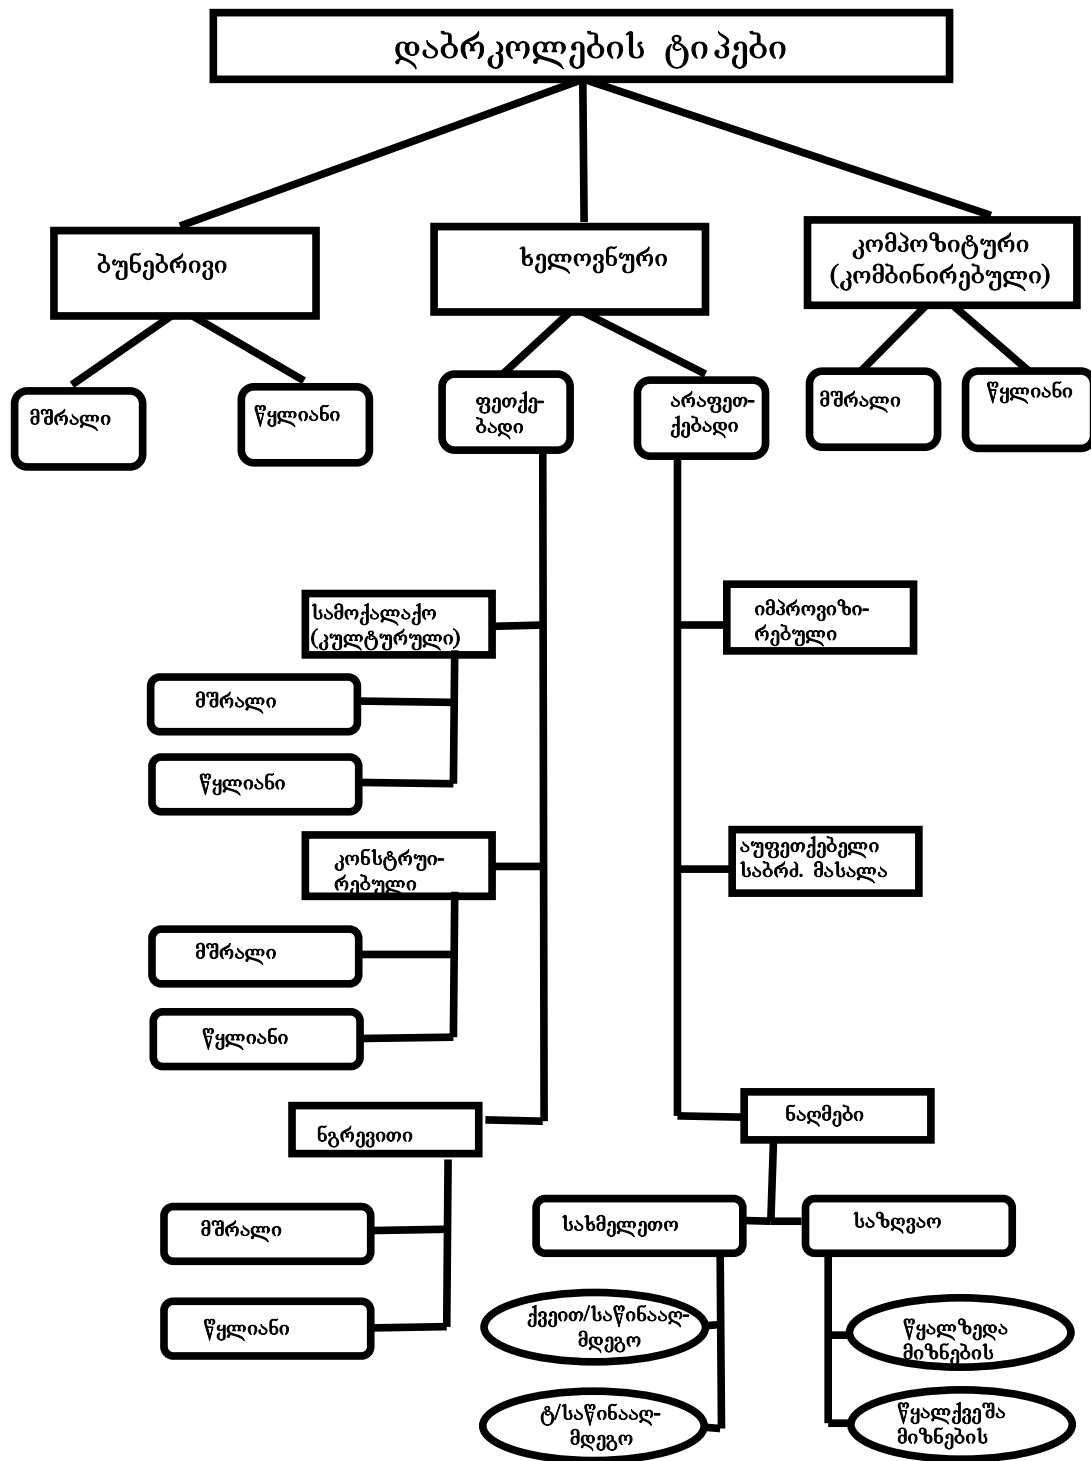 დაბრკოლების ტიპები
ბუნებრივი
ხელოვნური
კომპოზიტური
(კომბინირებული)
მშრალი
წყლიანი
ფეთქე-
ბადი
არაფეთ-
ქებადი
მშრალი
წყლიანი
სამოქალაქო
(კულტურული)
იმპროვიზი-
რებული
მშრალი
წყლიანი
კონსტრუი-
რებული
აუფეთქებელი
საბრძ. მასალა
მშრალი
წყლიანი
ნგრევითი
ნაღმები
მშრალი
წყლიანი
სახმელეთო
საზღვაო
ქვეით/საწინააღ-
მდეგო
წყალზედა
მიზნების
ტ/საწინააღ-
მდეგო
წყალქვეშა
მიზნების